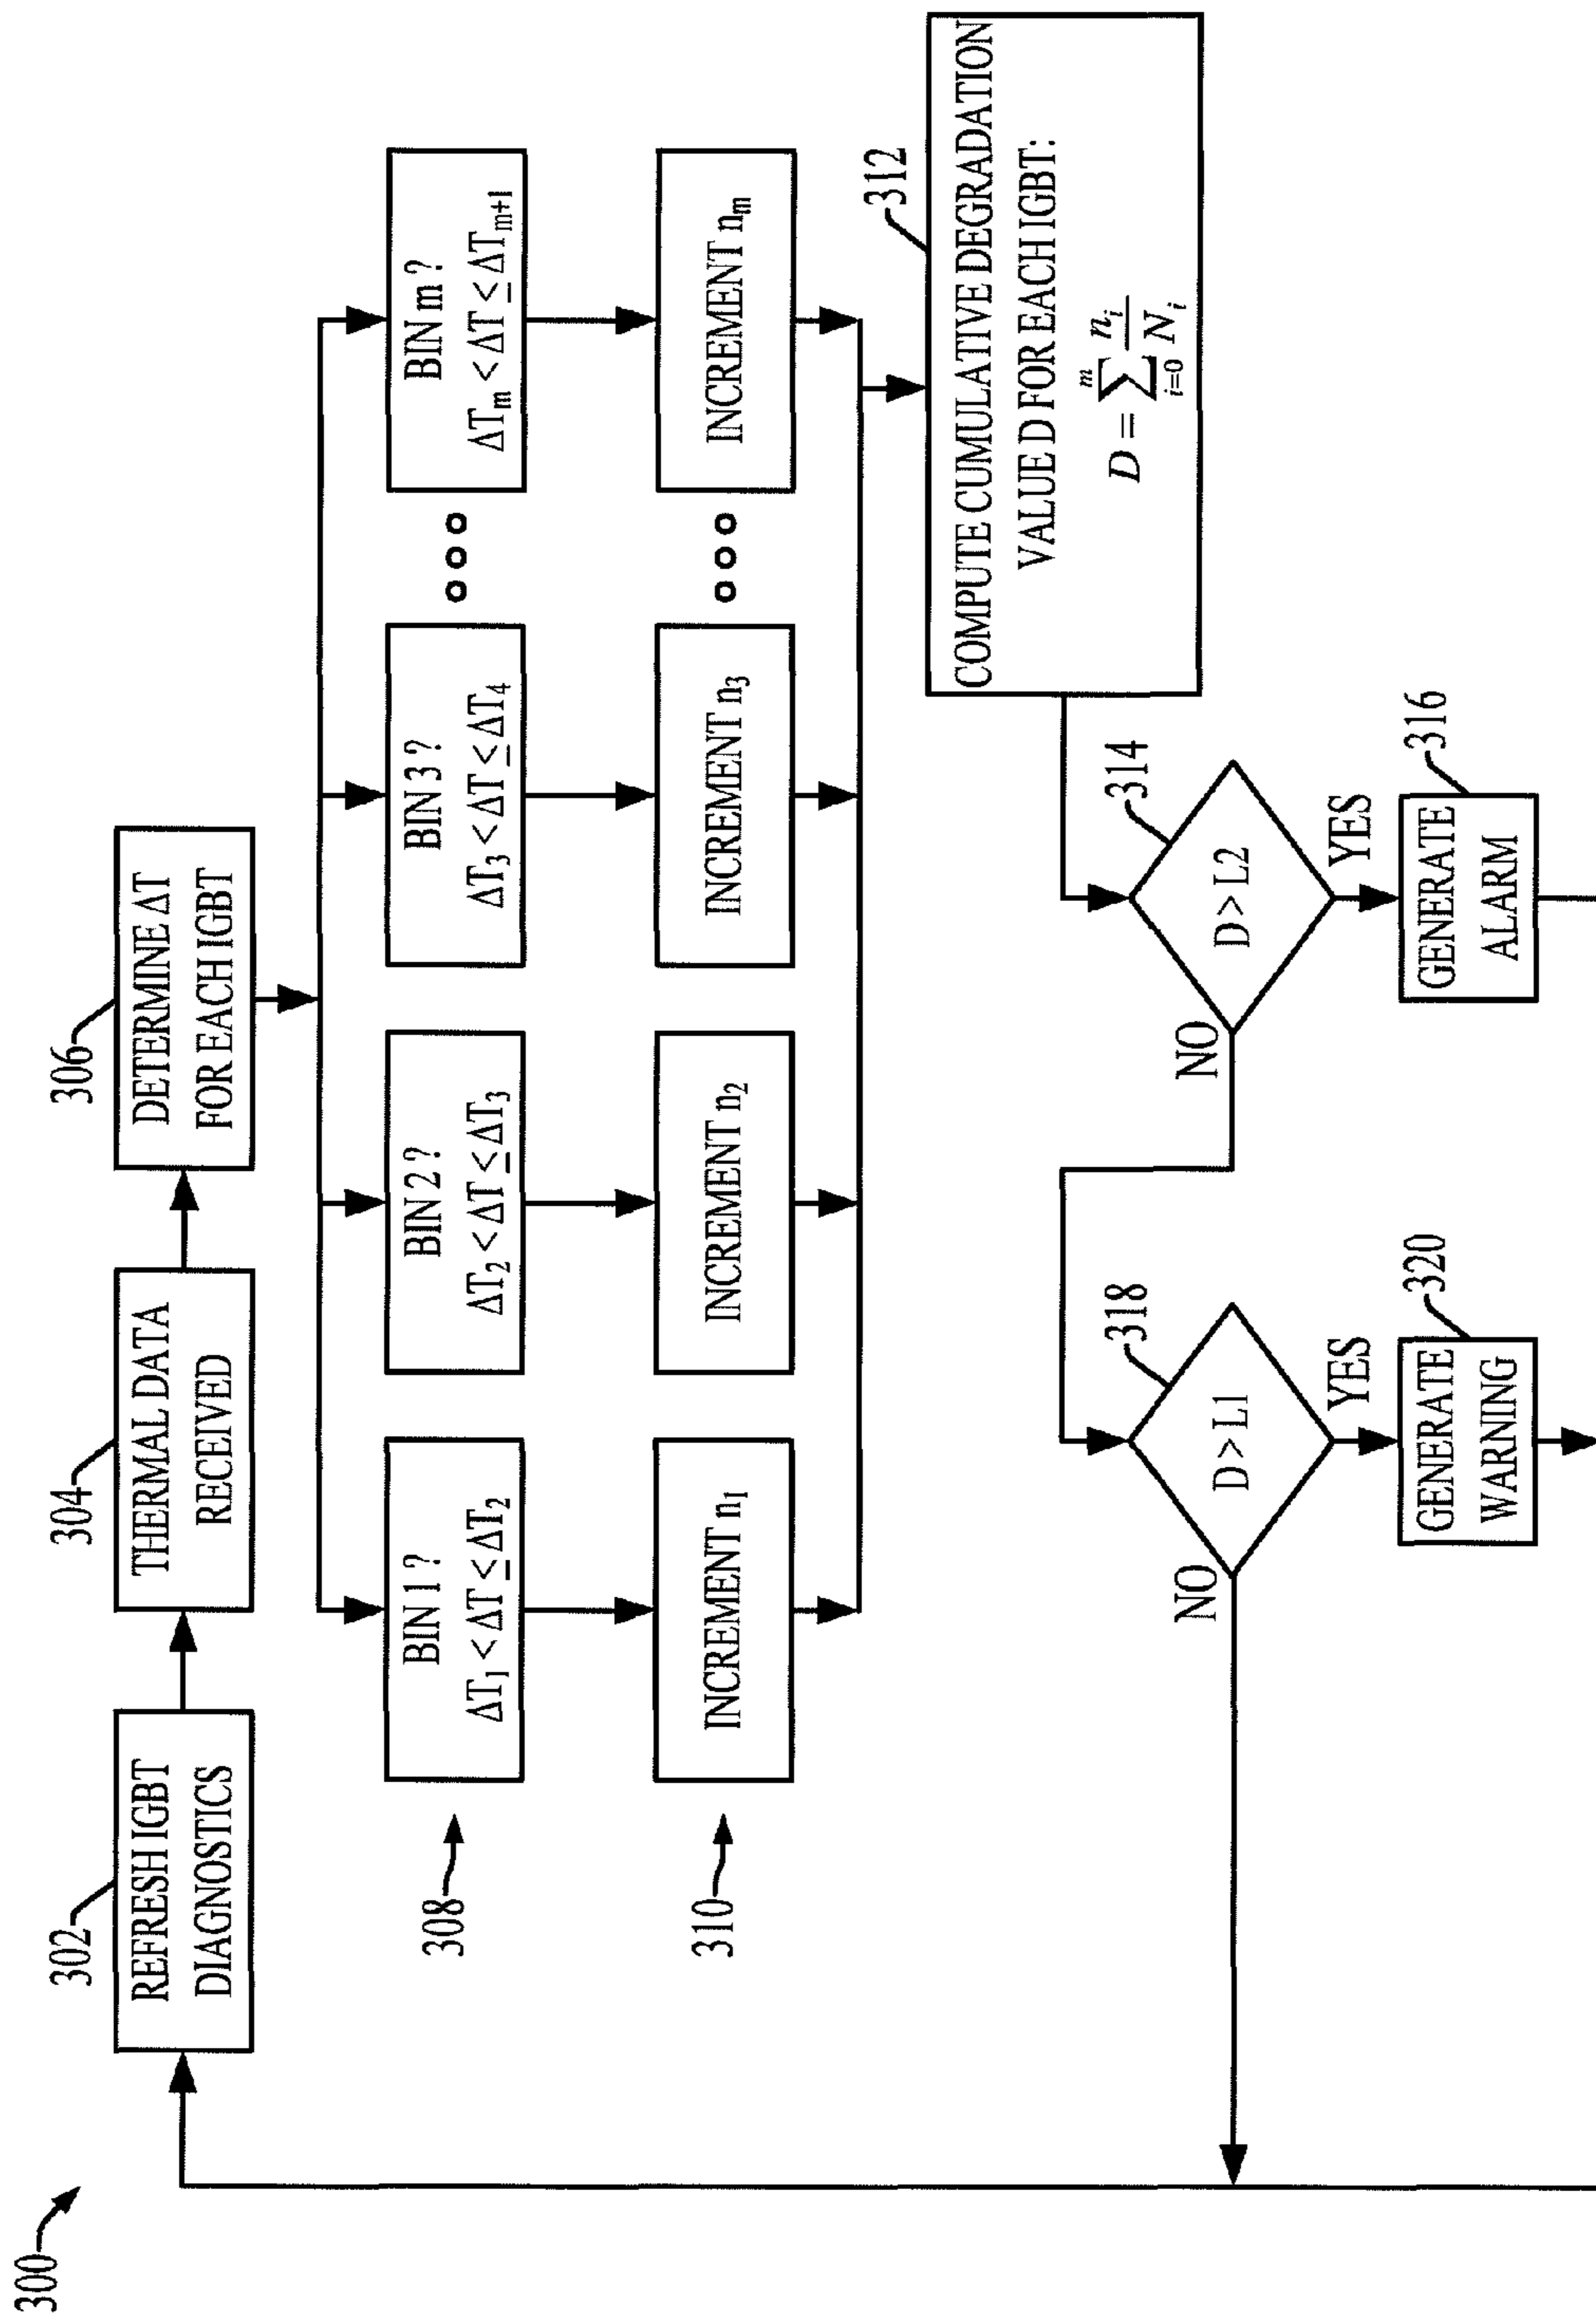 300
302
REFRESH IGBT
DIAGNOSTICS
304
THERMAL DATA
RECEIVED
306
DETERMINE ΔT
FOR EACH IGBT
308
BIN 1 ?
ΔT₁ < ΔT ≤ ΔT₂
BIN 2 ?
ΔT₂ < ΔT ≤ ΔT₃
BIN 3 ?
ΔT₃ < ΔT ≤ ΔT₄
BIN m ?
ΔTₘ < ΔT ≤ ΔTₘ₊₁
310
INCREMENT n₁
INCREMENT n₂
INCREMENT n₃
INCREMENT nₘ
312
COMPUTE CUMULATIVE DEGRADATION
VALUE D FOR EACH IGBT:
D = \sum_{i=0}^{m} \frac{n_i}{N_i}
314
D > L2
NO
YES
316
GENERATE
ALARM
318
D > L1
NO
YES
320
GENERATE
WARNING